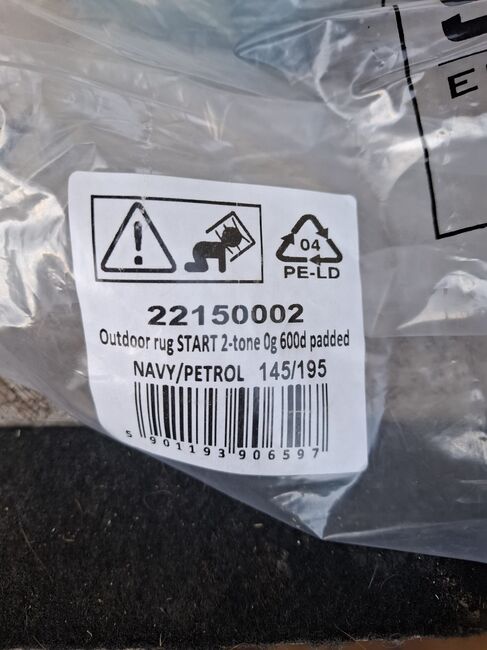 04
PE-LD
22150002
Outdoor rug START 2-tone 0g 600d padded
NAVY/PETROL 145/195
5 901193 906597